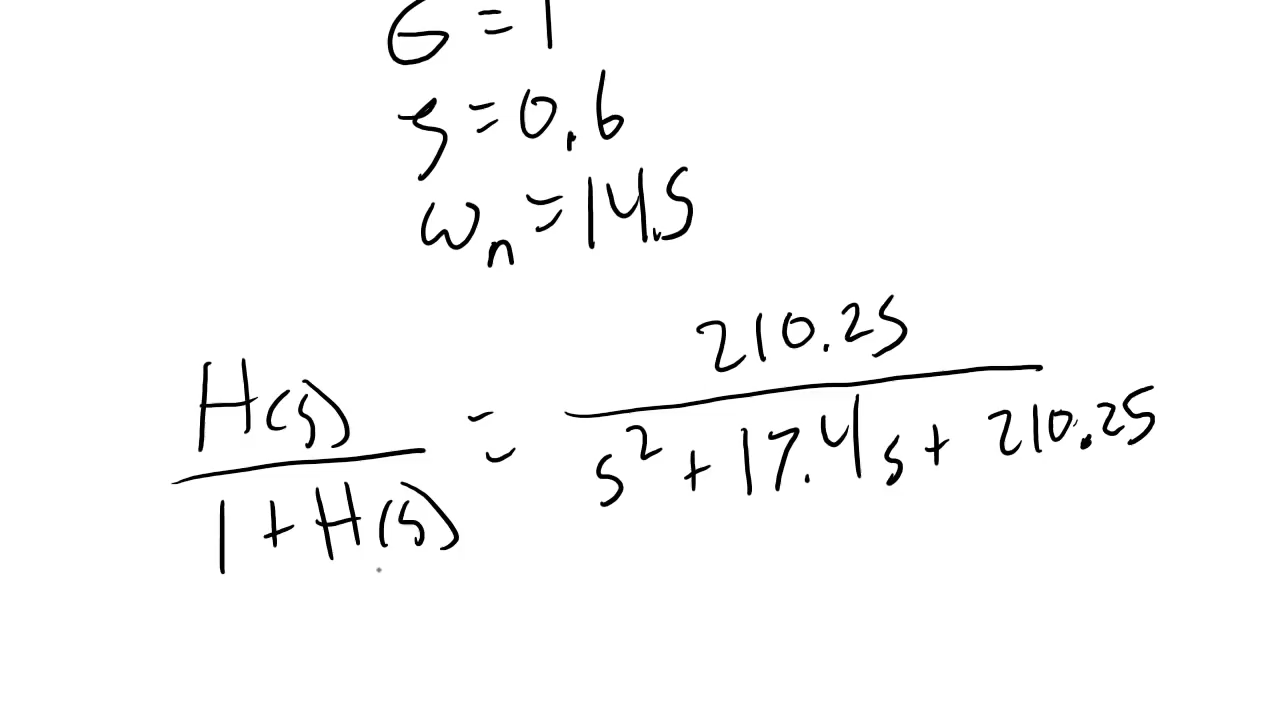 G = 1
ζ = 0.6
ωn = 14.5
210.25
H(s)
=
s² + 17.4s + 210.25
1 + H(s)